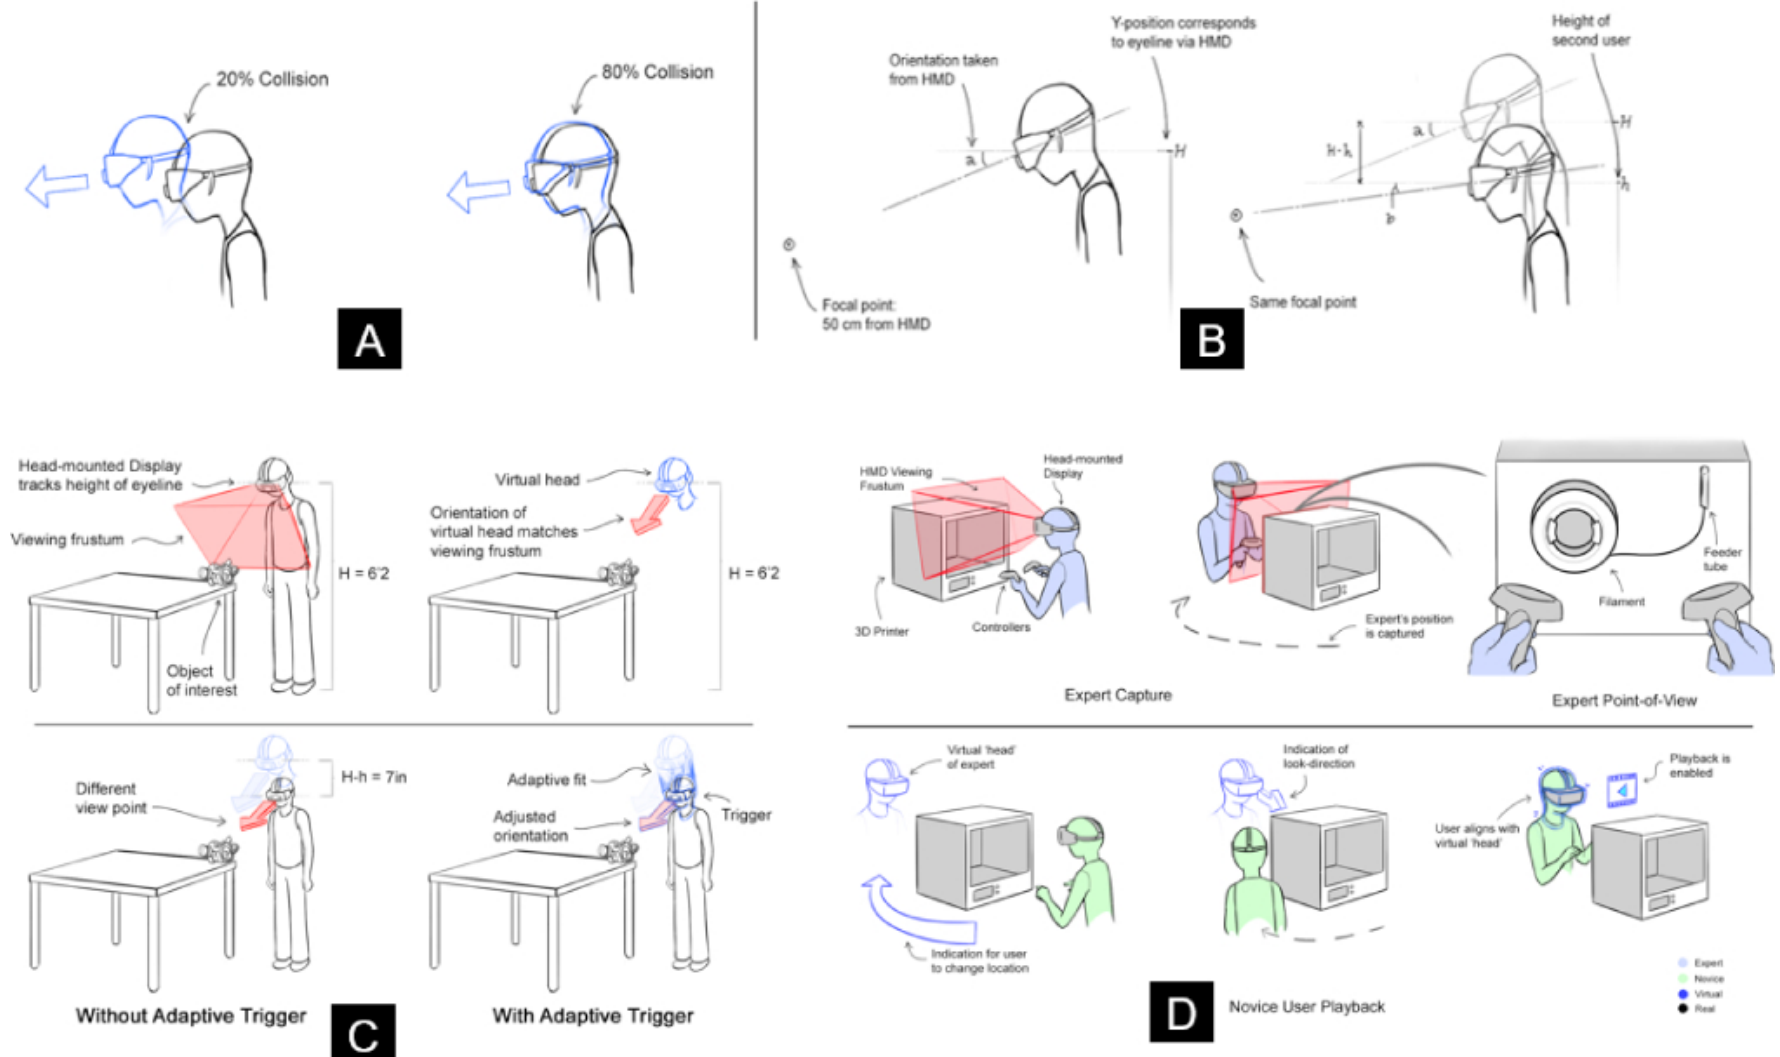 20% Collision
80% Collision
A
Orientation taken
from HMD
Y-position corresponds
to eyeline via HMD
a
H
Focal point:
50 cm from HMD
Height of
second user
a
H
H-h
h
b
Same focal point
B
Head-mounted Display
tracks height of eyeline
Viewing frustum
Object
of interest
H = 6'2
Virtual head
Orientation of
virtual head matches
viewing frustum
H = 6'2
Different
view point
H-h = 7in
Without Adaptive Trigger
Adaptive fit
Adjusted
orientation
Trigger
With Adaptive Trigger
C
HMD Viewing
Frustum
Head-mounted
Display
3D Printer
Controllers
Expert's position
is captured
Expert Capture
Feeder
tube
Filament
Expert Point-of-View
Virtual 'head'
of expert
Indication for user
to change location
Indication of
look-direction
Playback is
enabled
User aligns with
virtual 'head'
D
Novice User Playback
Expert
Novice
Virtual
Real